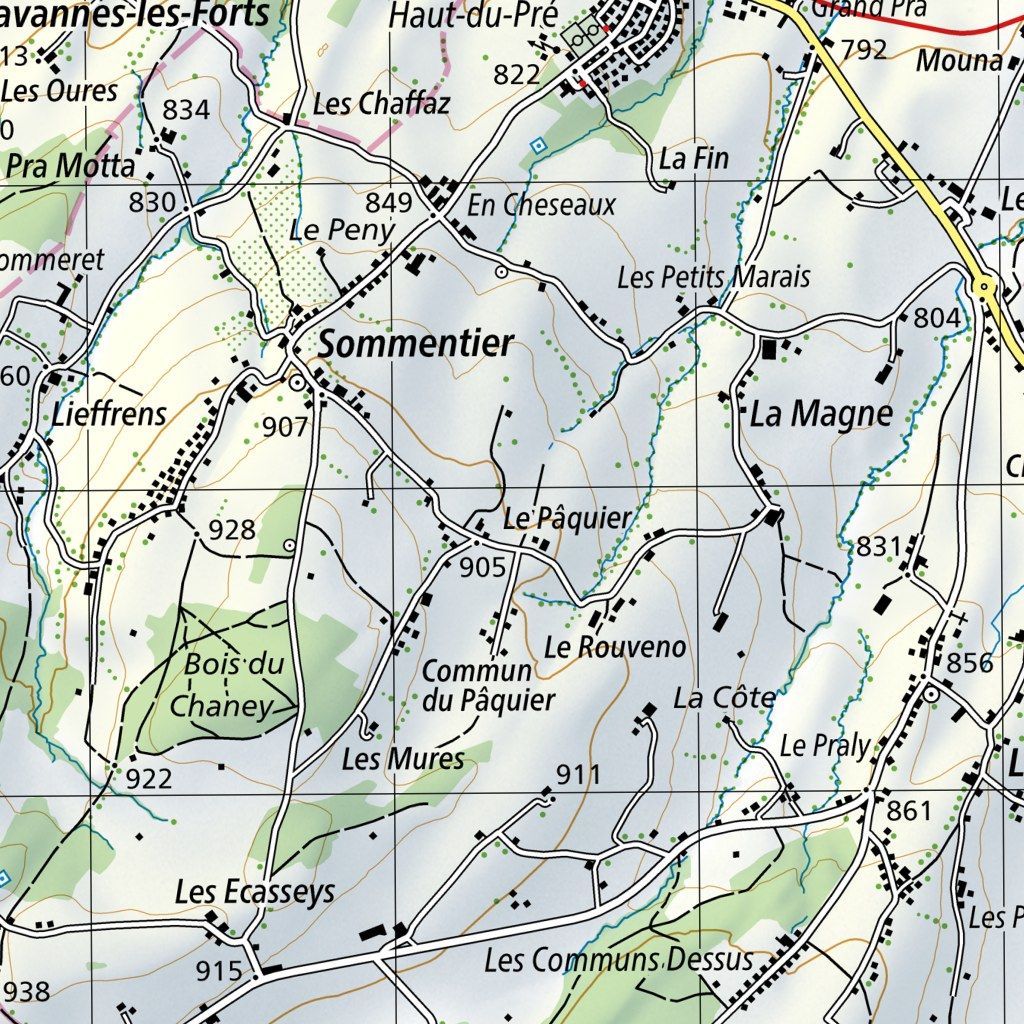 avannes-les-Forts
Haut-du-Pré
Grand Pra
13
822
792
Mouna
Les Oures
834
Les Chaffaz
0
Pra Motta
La Fin
830
849
En Cheseaux
Le
Le Peny
ommeret
Les Petits Marais
804
Sommentier
60
Lieffrens
907
La Magne
928
Le Pâquier
905
831
Le Rouveno
856
Bois du
Chaney
Commun
du Pâquier
La Côte
Les Mures
Le Praly
922
911
861
Les Ecasseys
Les P
915
Les Communs Dessus
938